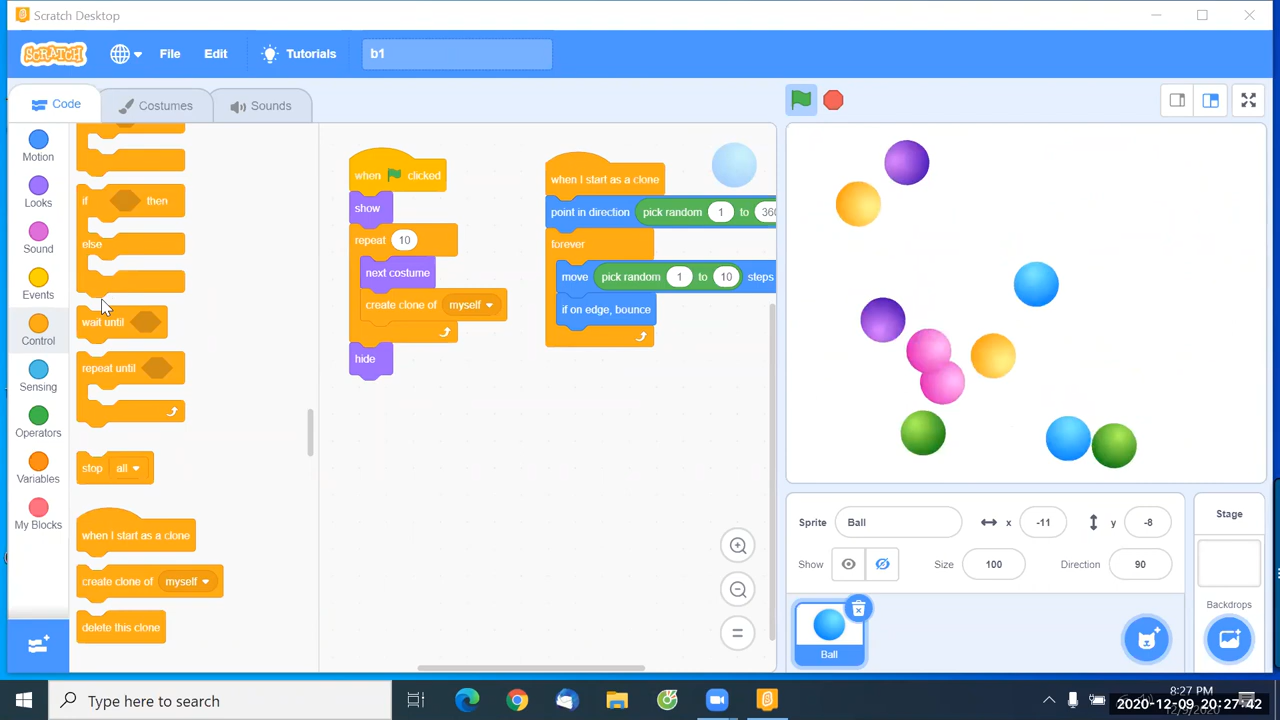 Scratch Desktop
SCRATCH File Edit Tutorials b1
Code Costumes Sounds
Motion
Looks
Sound
Events
Control
Sensing
Operators
Variables
My Blocks
if then
else
wait until
repeat until
stop all
when I start as a clone
create clone of myself
delete this clone
when clicked
show
repeat 10
next costume
create clone of myself
hide
when I start as a clone
point in direction pick random 1 to 360
forever
move pick random 1 to 10 steps
if on edge, bounce
Sprite Ball x -11 y -8
Show Size 100 Direction 90
Ball
Stage
Backdrops
Type here to search
8:27 PM
2020-12-09 20:27:42